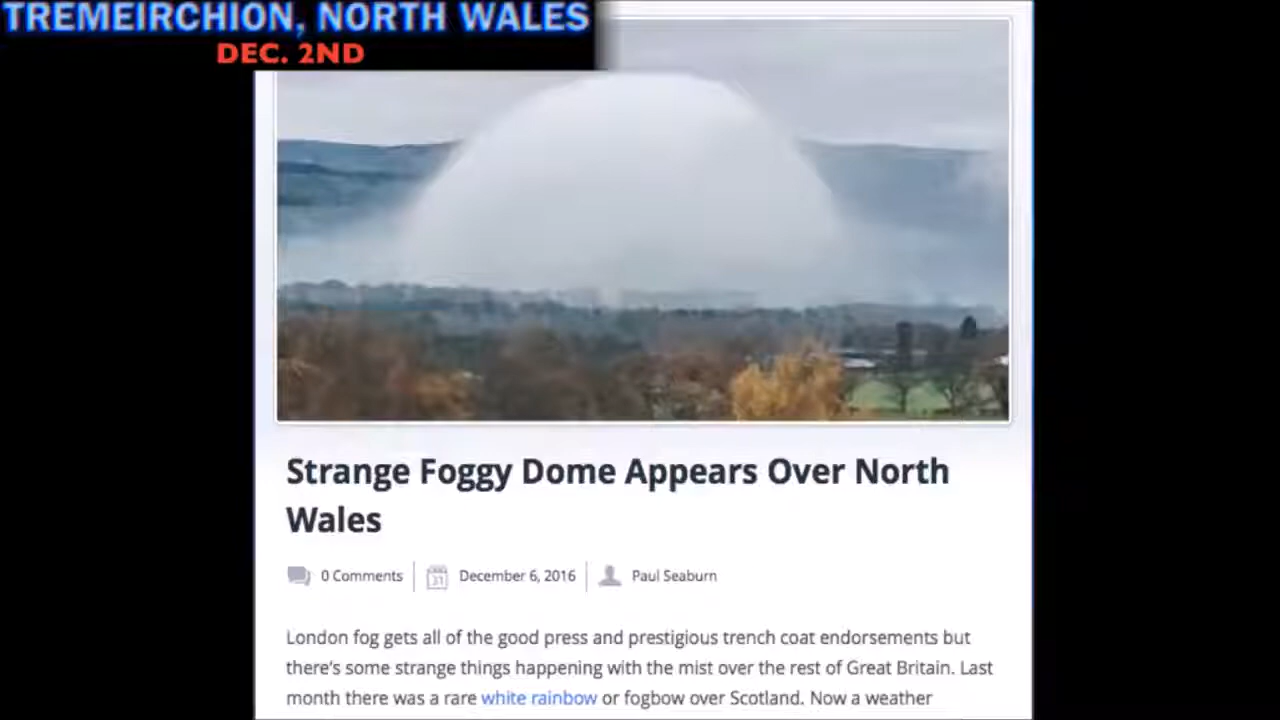 TREMEIRCHION, NORTH WALES
DEC. 2ND
Strange Foggy Dome Appears Over North
Wales
0 Comments
31
December 6, 2016
Paul Seaburn
London fog gets all of the good press and prestigious trench coat endorsements but
there's some strange things happening with the mist over the rest of Great Britain. Last
month there was a rare white rainbow or fogbow over Scotland. Now a weather